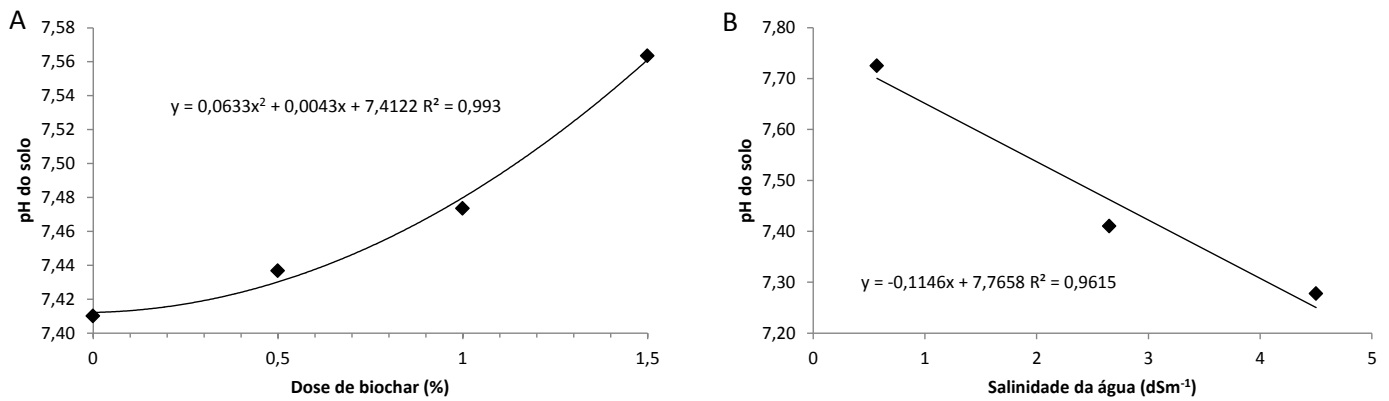 A
7,58
7,56
7,54
7,52
7,50
7,48
7,46
7,44
7,42
7,40
pH do solo
y = 0,0633x² + 0,0043x + 7,4122 R² = 0,993
0 0,5 1 1,5
Dose de biochar (%)
B
7,80
7,70
7,60
7,50
7,40
7,30
7,20
pH do solo
y = -0,1146x + 7,7658 R² = 0,9615
0 1 2 3 4 5
Salinidade da água (dSm⁻¹)